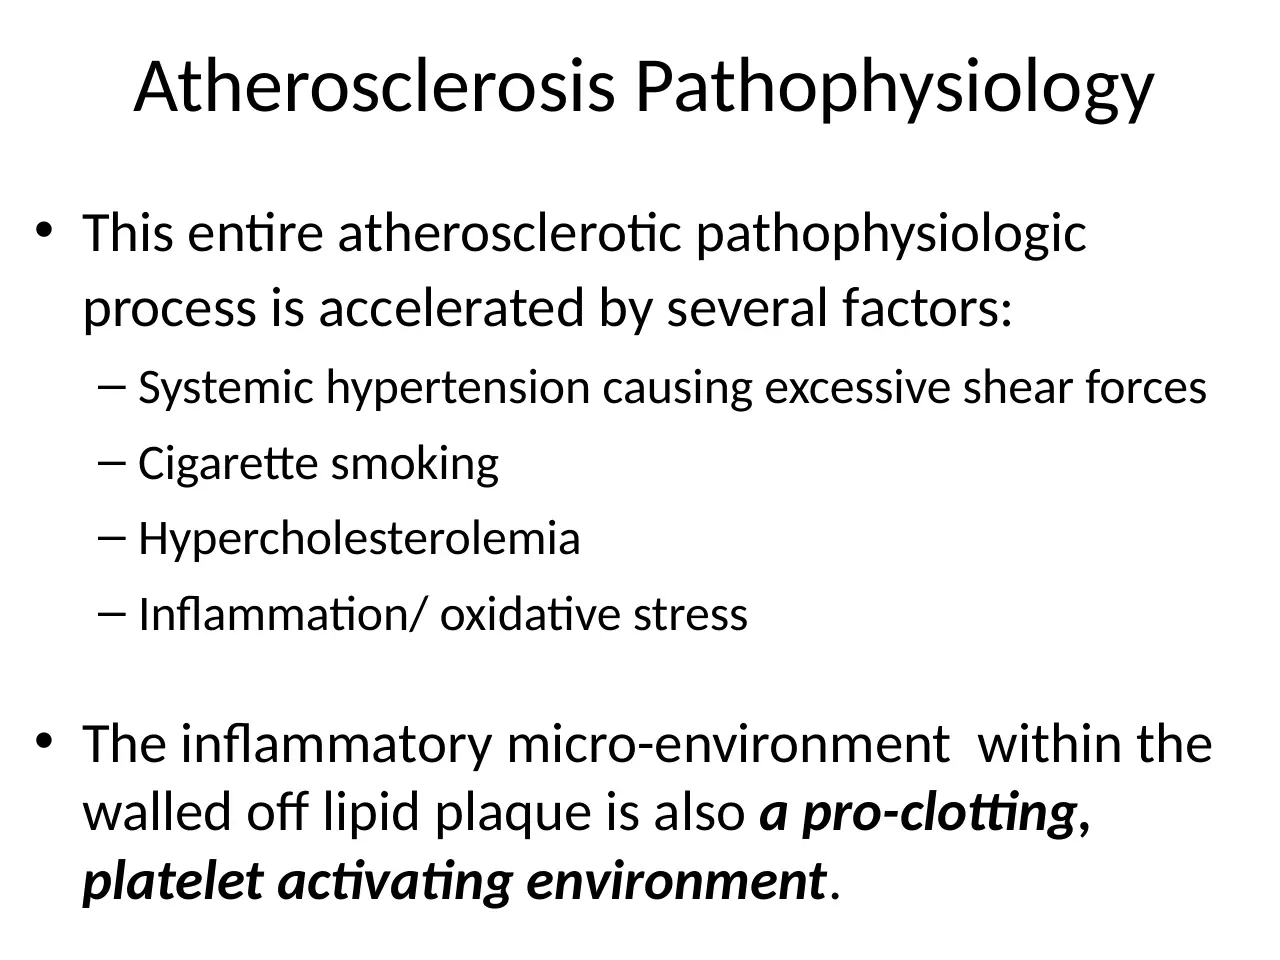 Atherosclerosis Pathophysiology
• This entire atherosclerotic pathophysiologic
process is accelerated by several factors:
– Systemic hypertension causing excessive shear forces
– Cigarette smoking
– Hypercholesterolemia
– Inflammation/ oxidative stress
• The inflammatory micro-environment  within the
walled off lipid plaque is also a pro-clotting,
platelet activating environment.